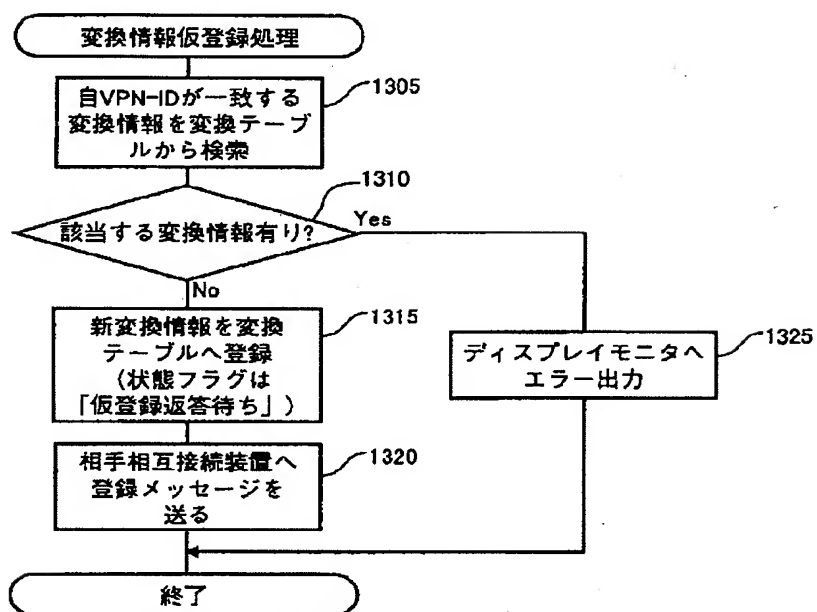 変換情報仮登録処理
自VPN-IDが一致する
変換情報を変換テーブ
ルから検索
1305
1310
該当する変換情報有り?
Yes
No
新変換情報を変換
テーブルへ登録
(状態フラグは
「仮登録返答待ち」)
1315
ディスプレイモニタへ
エラー出力
1325
相手相互接続装置へ
登録メッセージを
送る
1320
終了